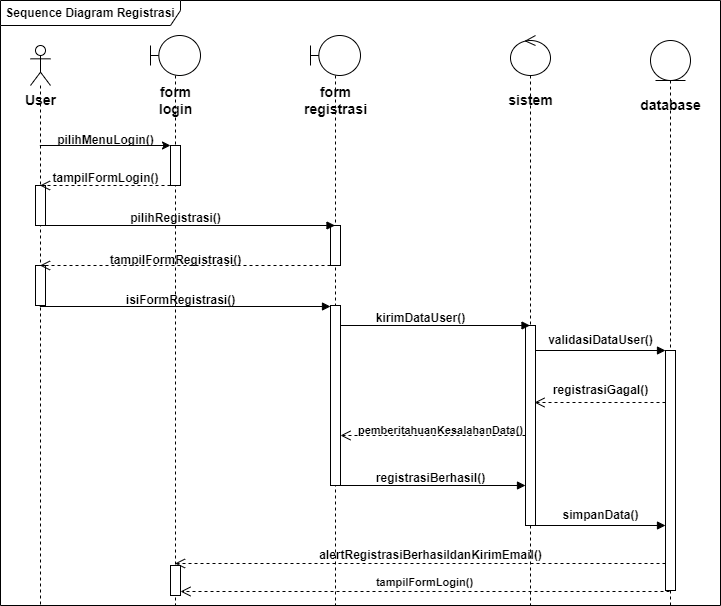 Sequence Diagram Registrasi
User
form
login
form
registrasi
sistem
database
pilihMenuLogin()
tampilFormLogin()
pilihRegistrasi()
tampilFormRegistrasi()
isiFormRegistrasi()
kirimDataUser()
validasiDataUser()
registrasiGagal()
pemberitahuanKesalahanData()
registrasiBerhasil()
simpanData()
alertRegistrasiBerhasildanKirimEmail()
tampilFormLogin()